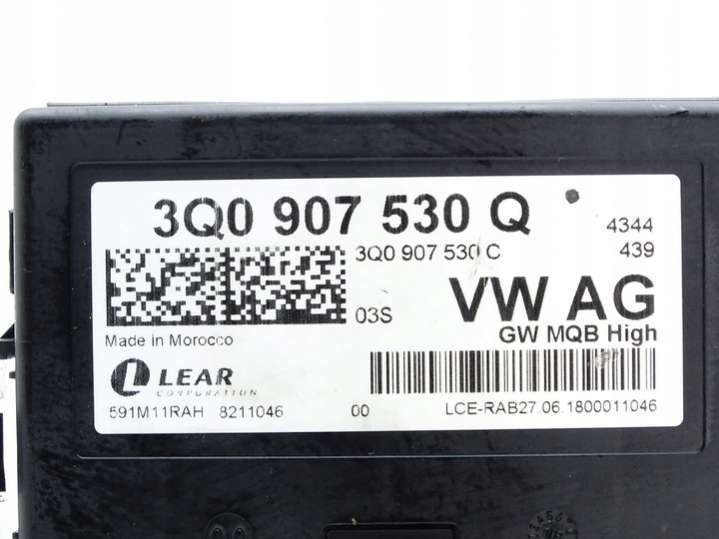 3Q0 907 530 Q
4344
3Q0 907 530 C
439
03S
VW AG
Made in Morocco
GW MQB High
LEAR
CORPORATION
591M11RAH 8211046 00 LCE-RAB27.06.1800011046